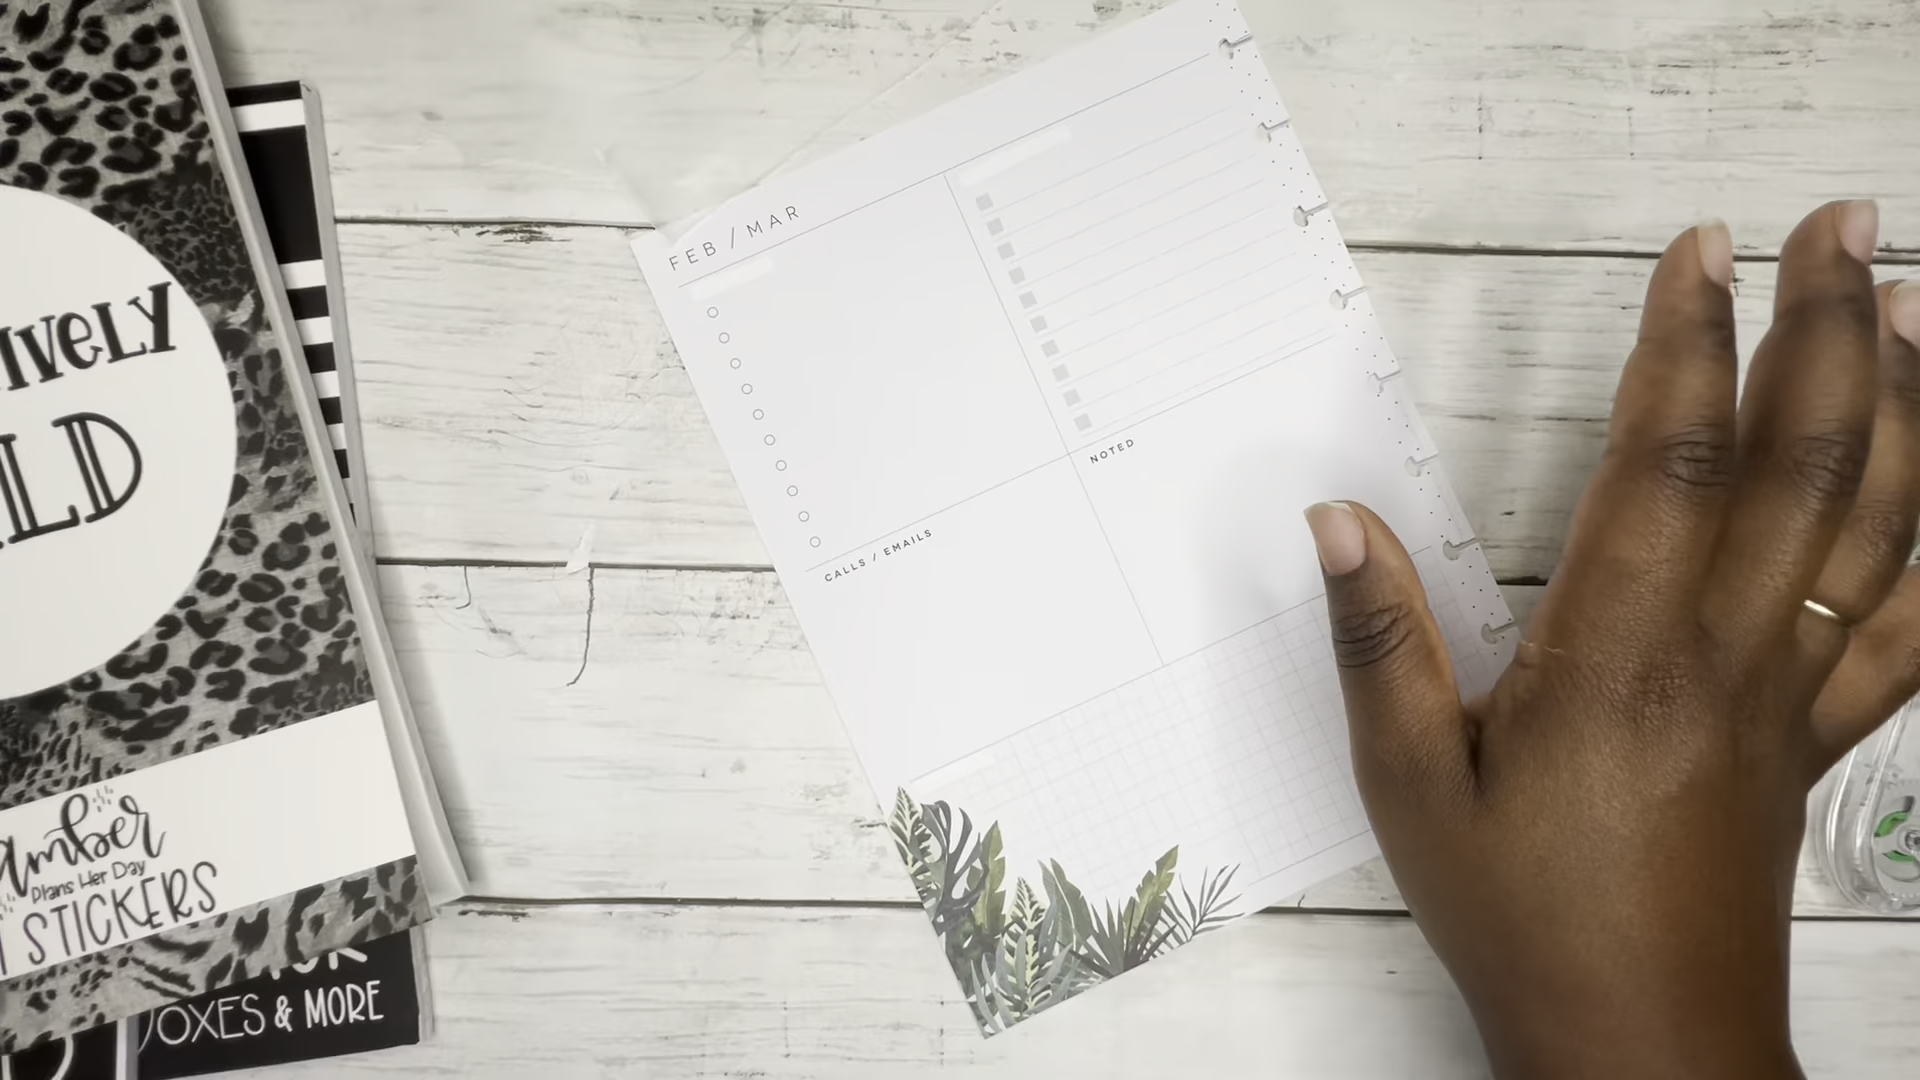 IVELY
LD
Amber
Plans Her Day
STICKERS
OXES & MORE
FEB / MAR
NOTED
CALLS / EMAILS